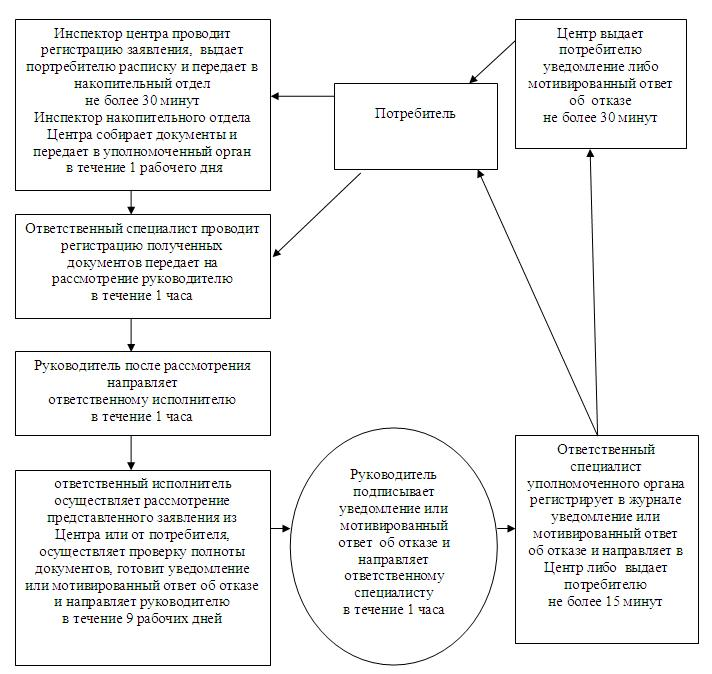 Инспектор центра проводит
регистрацию заявления, выдает
портребителю расписку и передает в
накопительный отдел
не более 30 минут
Инспектор накопительного отдела
Центра собирает документы и
передает в уполномоченный орган
в течение 1 рабочего дня
Потребитель
Центр выдает
потребителю
уведомление либо
мотивированный ответ
об отказе
не более 30 минут
Ответственный специалист проводит
регистрацию полученных
документов передает на
рассмотрение руководителю
в течение 1 часа
Руководитель после рассмотрения
направляет
ответственному исполнителю
в течение 1 часа
ответственный исполнитель
осуществляет рассмотрение
представленного заявления из
Центра или от потребителя,
осуществляет проверку полноты
документов, готовит уведомление
или мотивированный ответ об отказе
и направляет руководителю
в течение 9 рабочих дней
Руководитель
подписывает
уведомление или
мотивированный
ответ об отказе и
направляет
ответственному
специалисту
в течение 1 часа
Ответственный
специалист
уполномоченного органа
регистрирует в журнале
уведомление или
мотивированный ответ
об отказе и направляет в
Центр либо выдает
потребителю
не более 15 минут